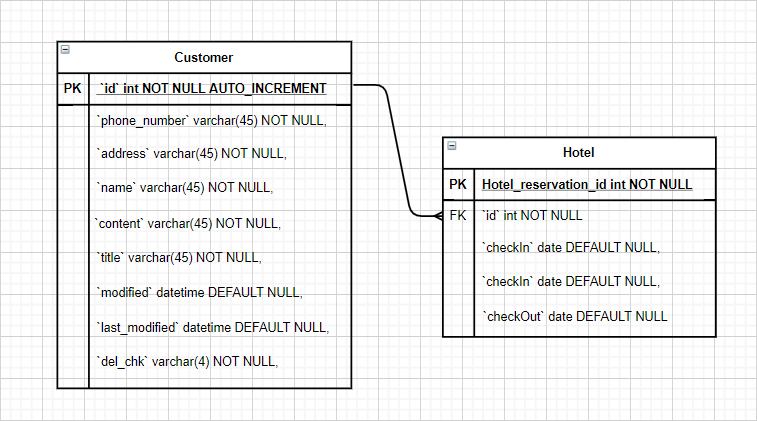 Customer
PK `id` int NOT NULL AUTO_INCREMENT
`phone_number` varchar(45) NOT NULL,
`address` varchar(45) NOT NULL,
`name` varchar(45) NOT NULL,
`content` varchar(45) NOT NULL,
`title` varchar(45) NOT NULL,
`modified` datetime DEFAULT NULL,
`last_modified` datetime DEFAULT NULL,
`del_chk` varchar(4) NOT NULL,
Hotel
PK Hotel_reservation_id int NOT NULL
FK `id` int NOT NULL
`checkIn` date DEFAULT NULL,
`checkIn` date DEFAULT NULL,
`checkOut` date DEFAULT NULL